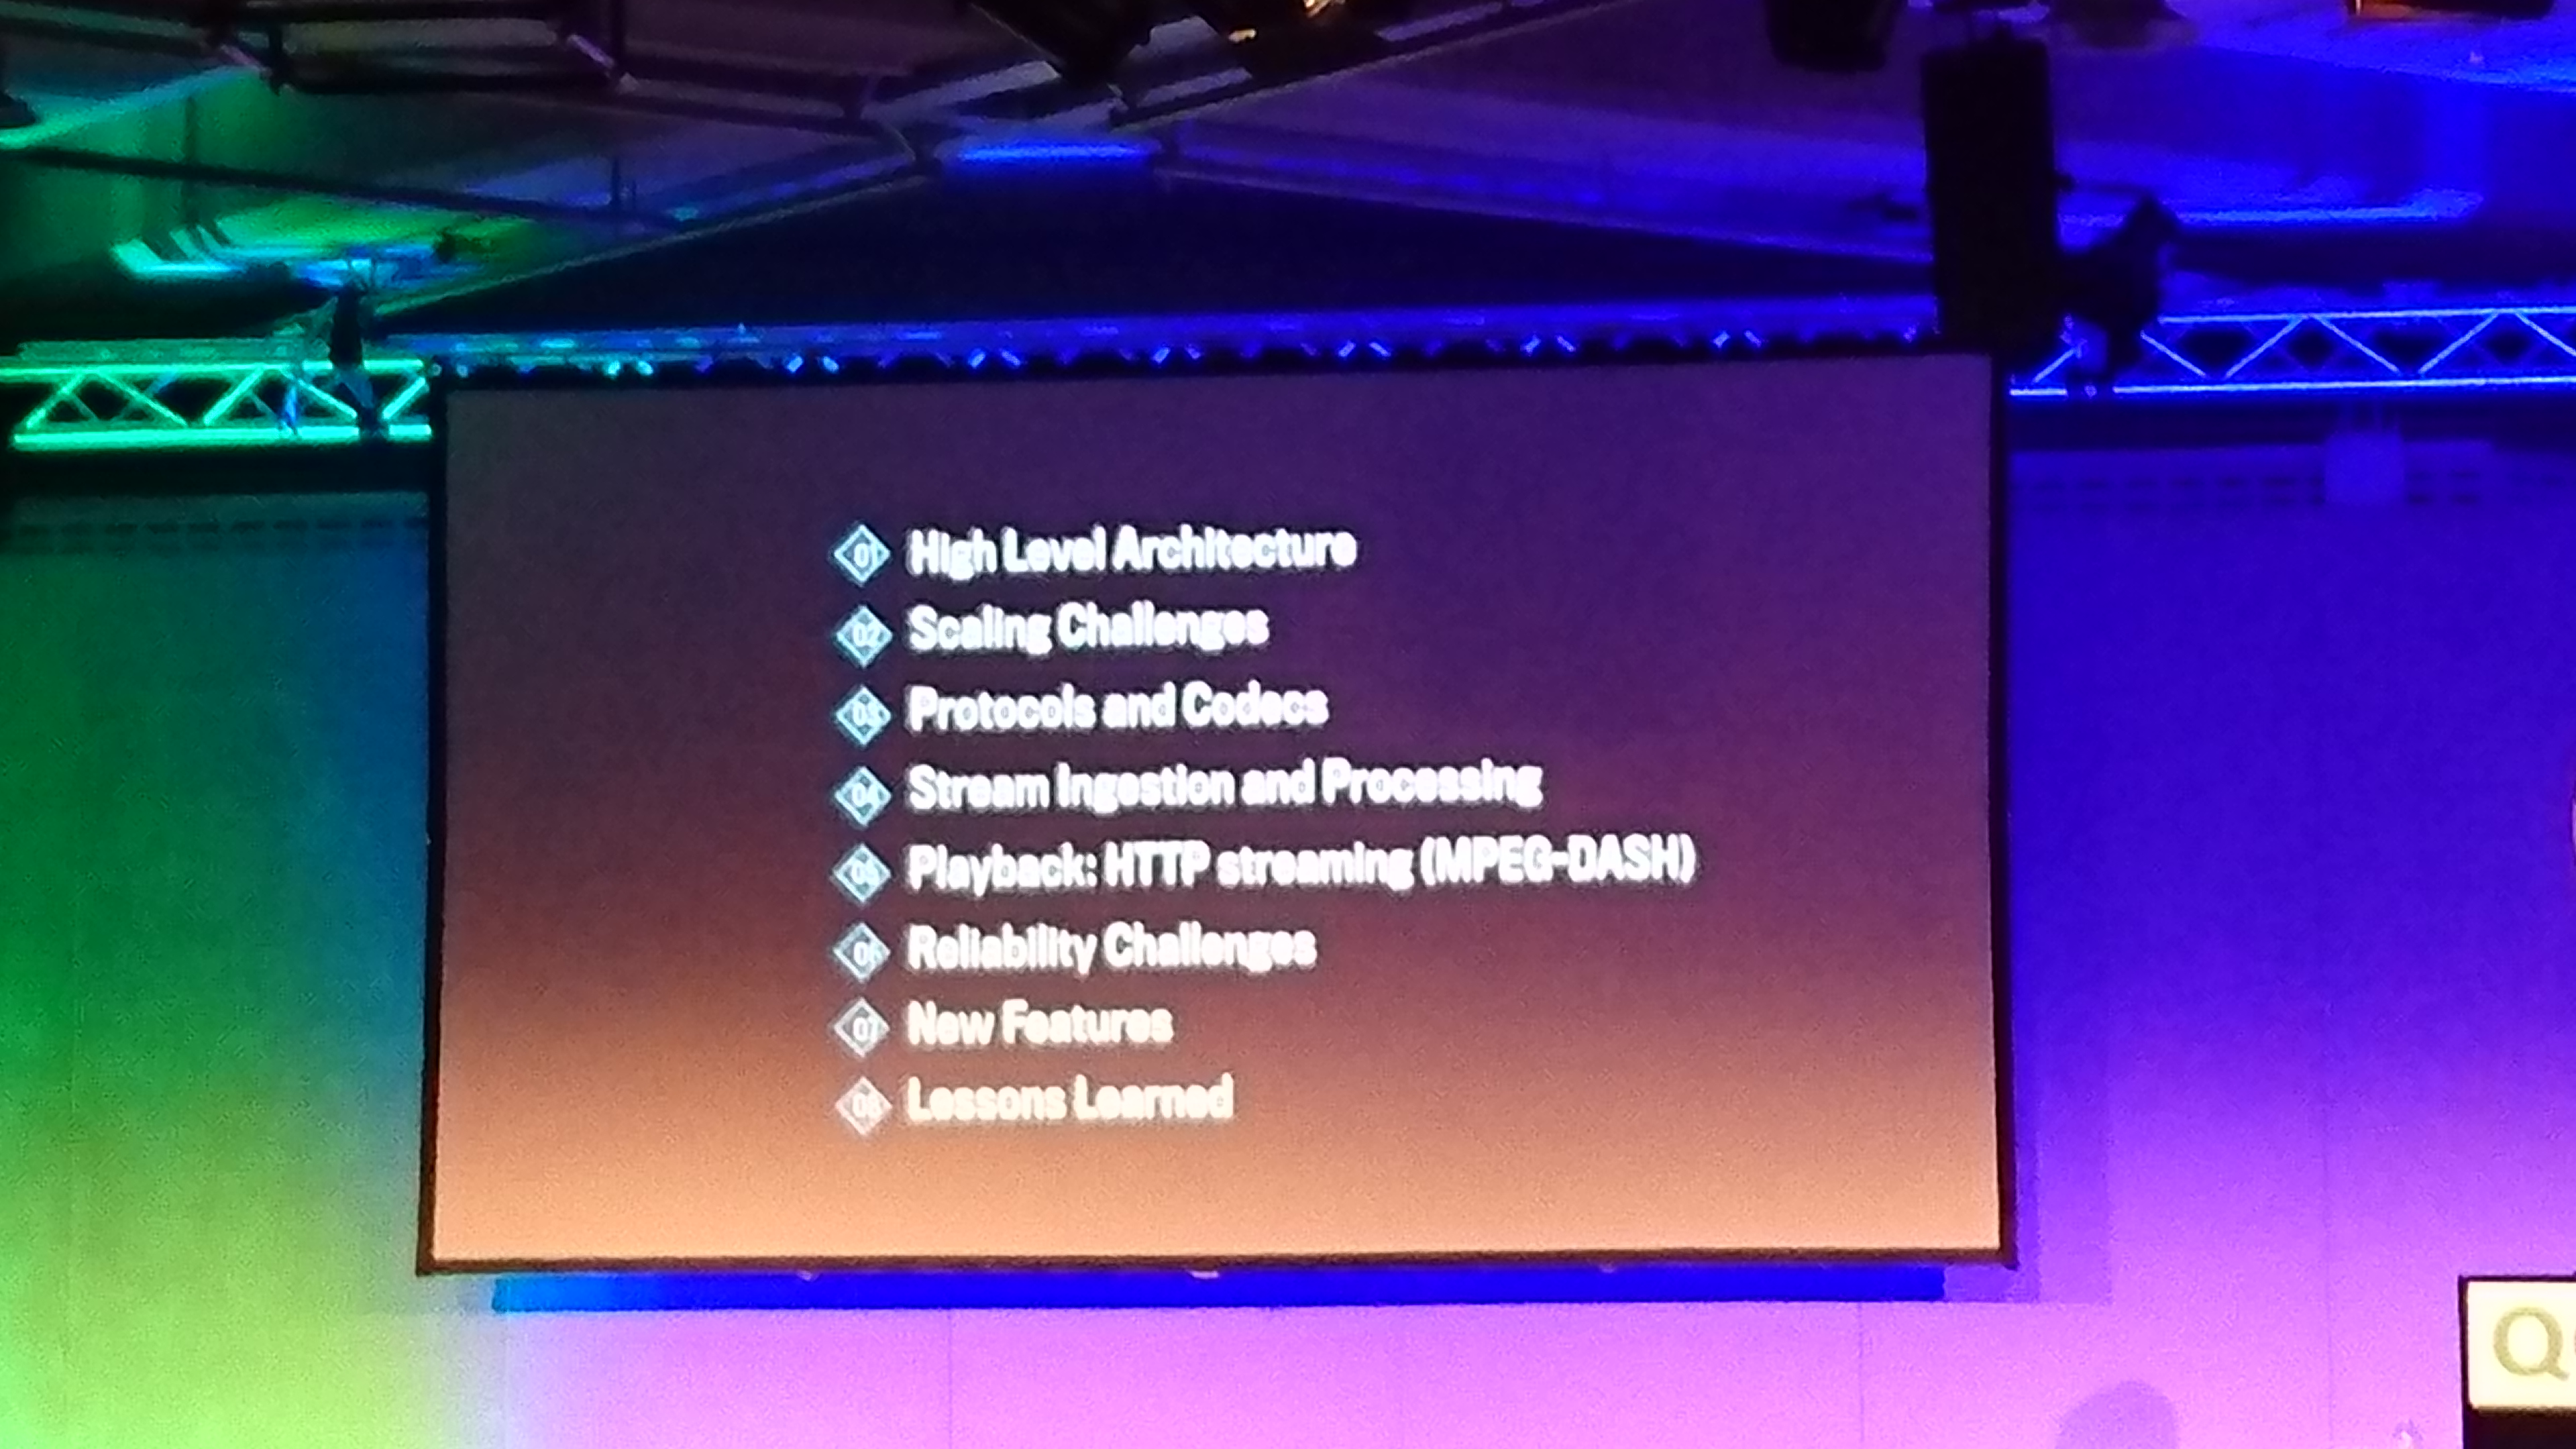 01 High Level Architecture
02 Scaling Challenges
03 Protocols and Codecs
04 Stream Ingestion and Processing
05 Playback: HTTP streaming (MPEG-DASH)
06 Reliability Challenges
07 New Features
08 Lessons Learned
Q